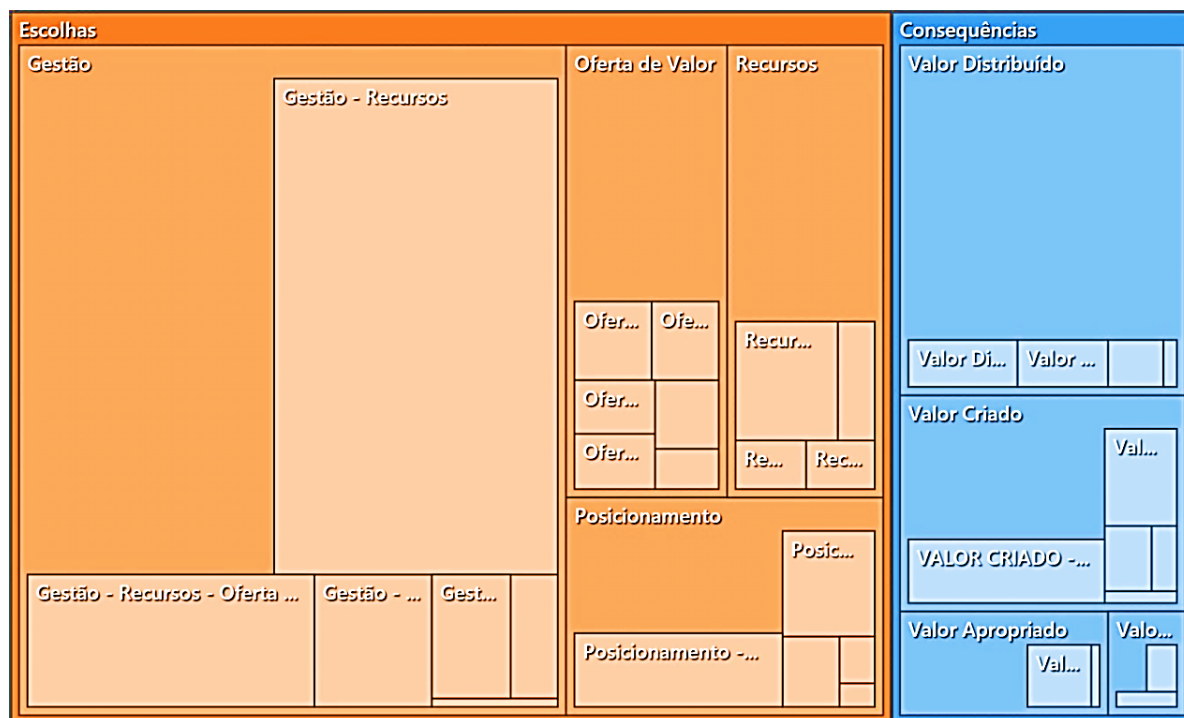 Escolhas
Gestão
Gestão - Recursos
Gestão - Recursos - Oferta ...
Gestão - ...
Gest...
Oferta de Valor
Ofer...
Ofe...
Ofer...
Ofer...
Recursos
Recur...
Re...
Rec...
Posicionamento
Posic...
Posicionamento -...
Consequências
Valor Distribuído
Valor Di...
Valor ...
Valor Criado
Val...
VALOR CRIADO -...
Valor Apropriado
Val...
Valo...